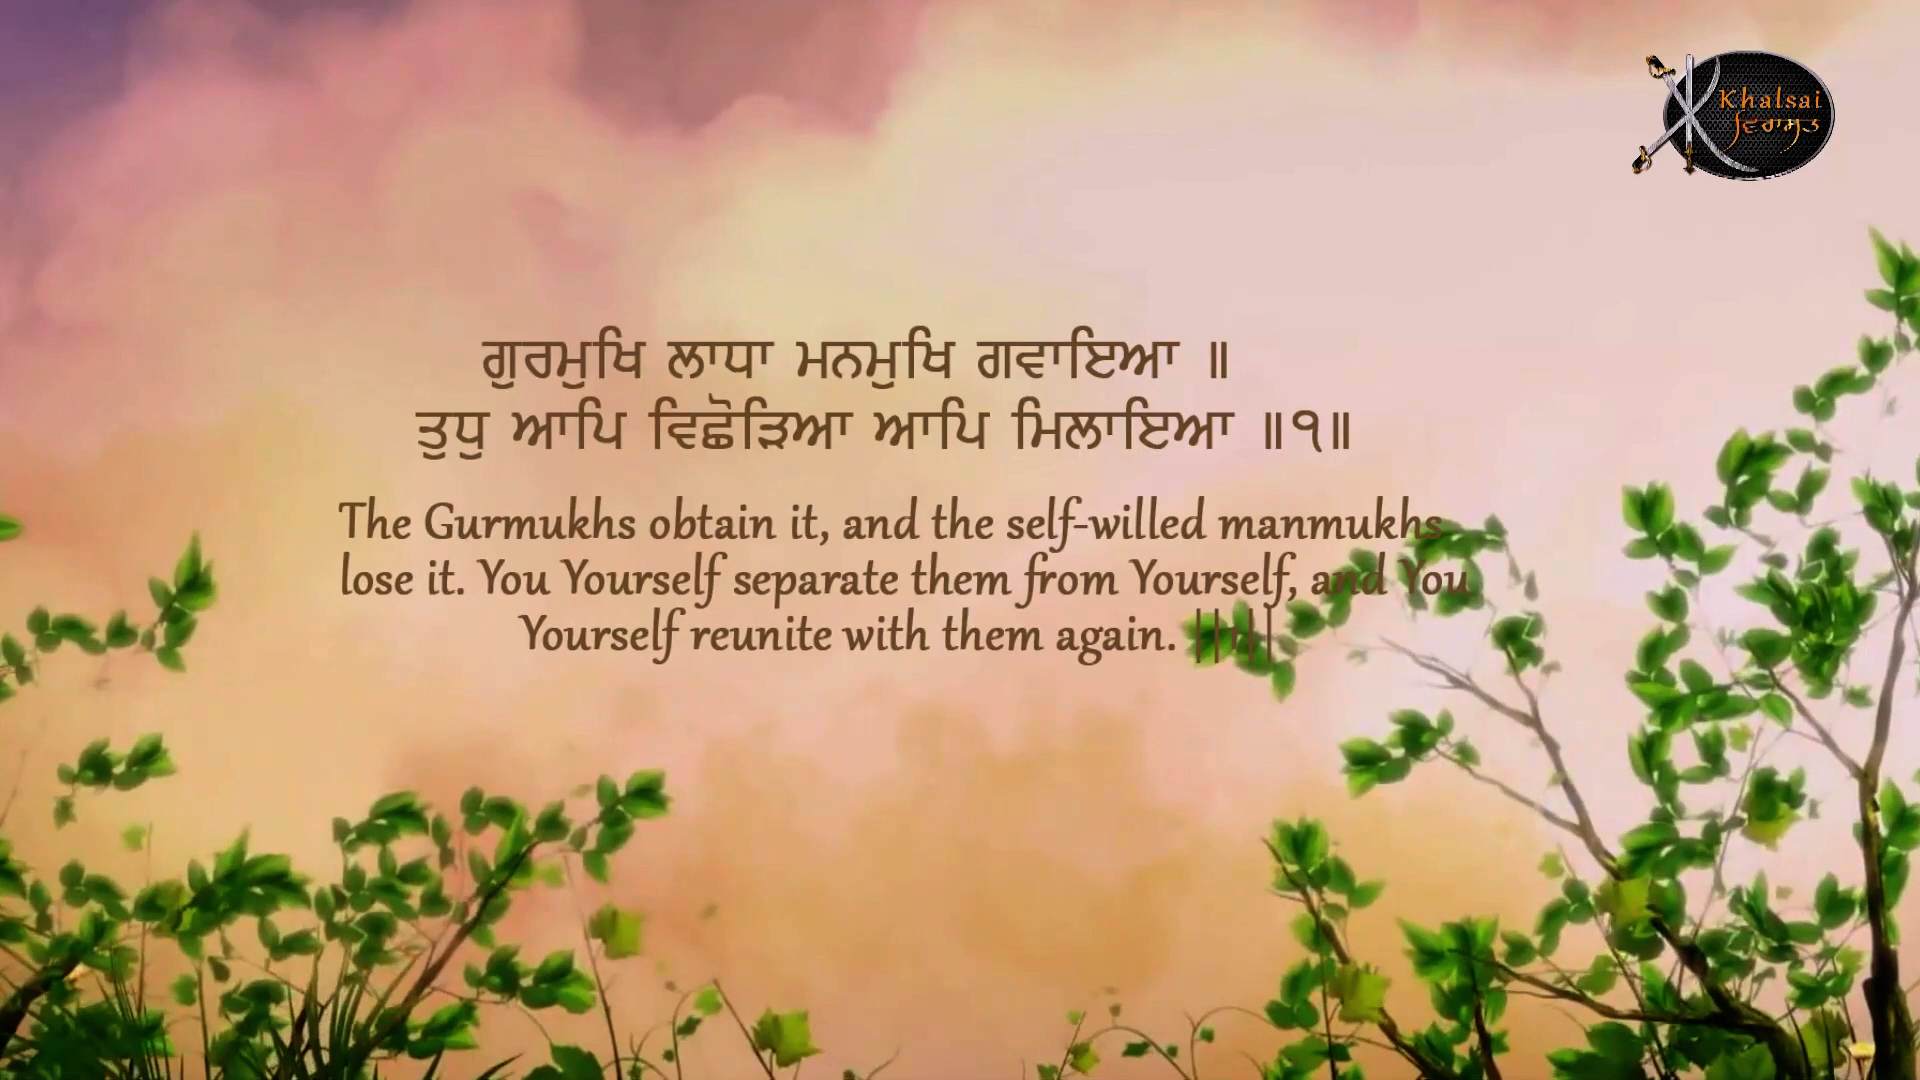 Khalsai
ਵਿਰਾਸਤ
ਗੁਰਮੁਖਿ ਲਾਧਾ ਮਨਮੁਖਿ ਗਵਾਇਆ ॥
ਤੁਧੁ ਆਪਿ ਵਿਛੋੜਿਆ ਆਪਿ ਮਿਲਾਇਆ ॥੧॥
The Gurmukhs obtain it, and the self-willed manmukhs
lose it. You Yourself separate them from Yourself, and You
Yourself reunite with them again. ||1||